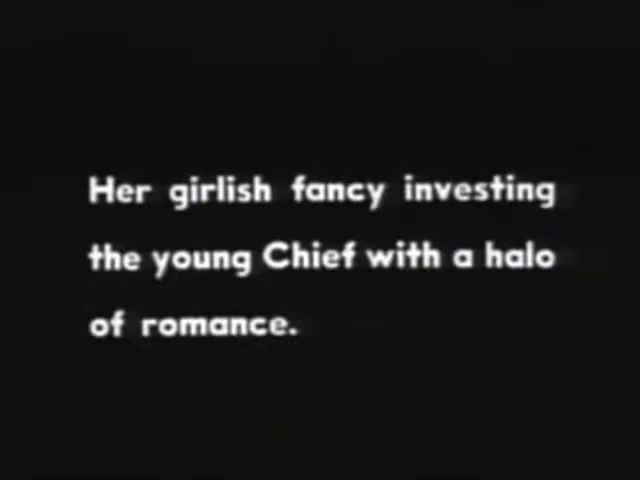 Her girlish fancy investing
the young Chief with a halo
of romance.